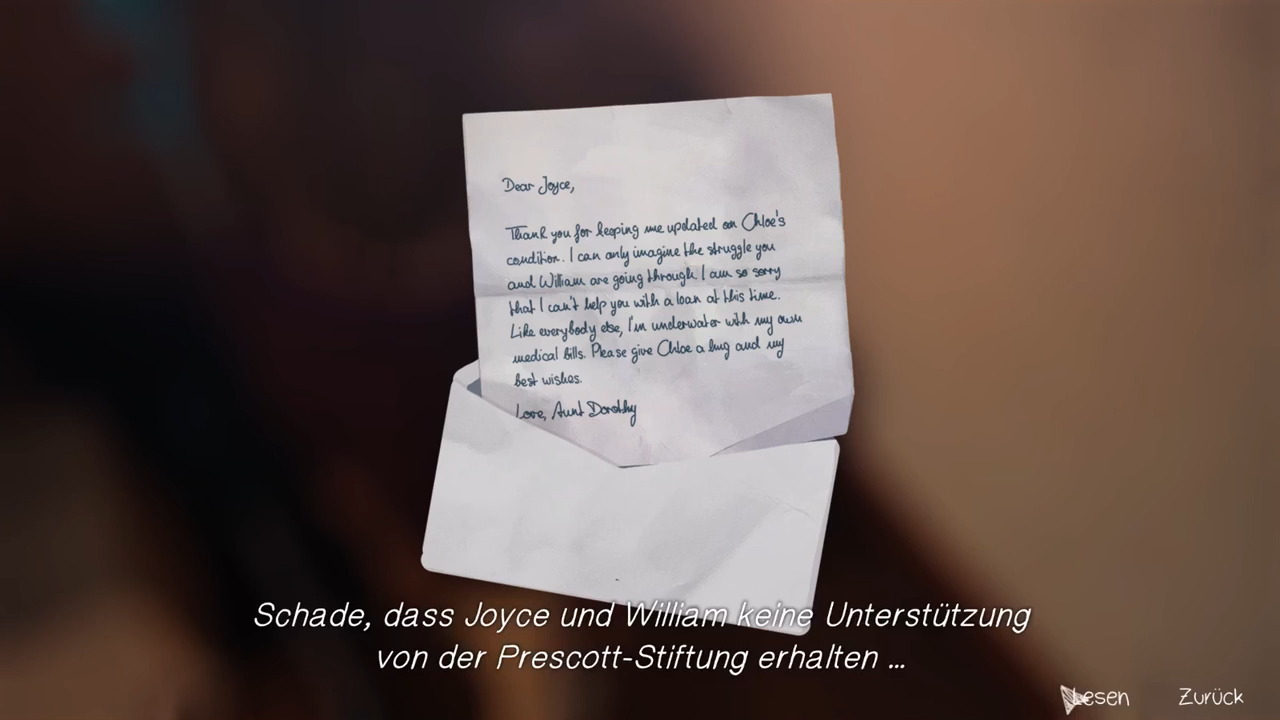 Dear Joyce,
Thank you for keeping me updated on Chloe's
condition. I can only imagine the struggle you
and William are going through. I am so sorry
that I can't help you with a loan at this time.
Like everybody else, I'm underwater with my own
medical bills. Please give Chloe a hug and my
best wishes.
Love, Aunt Dorothy
Schade, dass Joyce und William keine Unterstützung
von der Prescott-Stiftung erhalten ...
Lesen Zurück